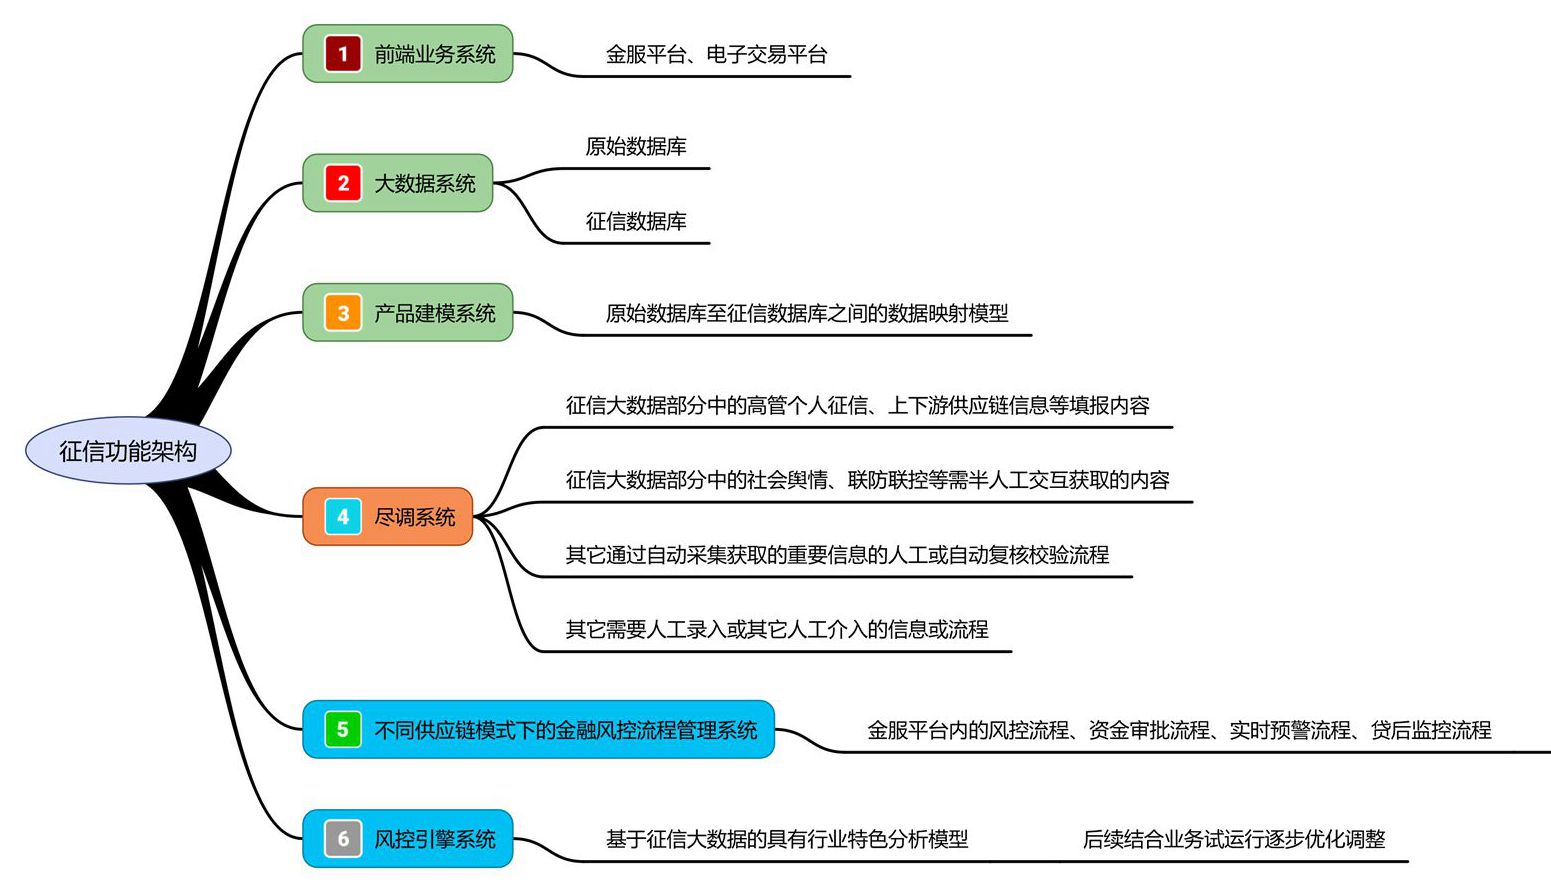 1 前端业务系统
金服平台、电子交易平台
2 大数据系统
原始数据库
征信数据库
3 产品建模系统
原始数据库至征信数据库之间的数据映射模型
征信功能架构
4 尽调系统
征信大数据部分中的高管个人征信、上下游供应链信息等填报内容
征信大数据部分中的社会舆情、联防联控等需半人工交互获取的内容
其它通过自动采集获取的重要信息的人工或自动复核校验流程
其它需要人工录入或其它人工介入的信息或流程
5 不同供应链模式下的金融风控流程管理系统
金服平台内的风控流程、资金审批流程、实时预警流程、贷后监控流程
6 风控引擎系统
基于征信大数据的具有行业特色分析模型
后续结合业务试运行逐步优化调整